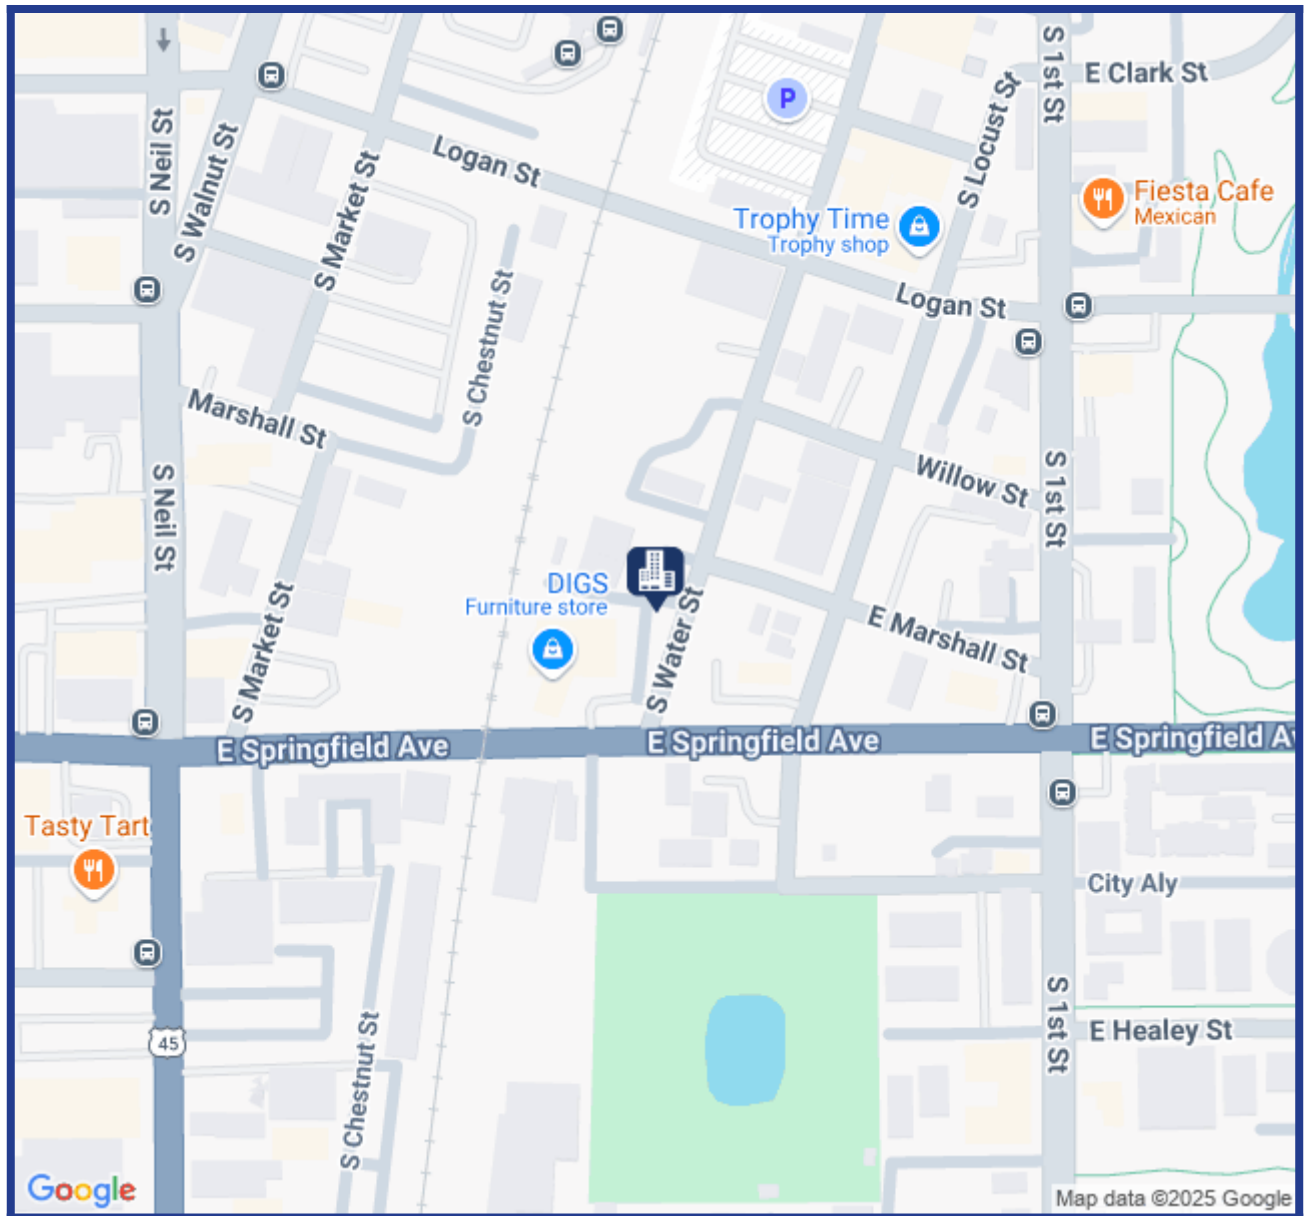 S 1st St
E Clark St
S Neil St
S Walnut St
S Market St
Logan St
P
S Locust St
Fiesta Cafe
Mexican
Trophy Time
Trophy shop
S Chestnut St
Logan St
Marshall St
Willow St
S Neil St
S 1st St
DIGS
Furniture store
S Market St
S Water St
E Marshall St
E Springfield Ave
E Springfield Ave
E Springfield Av
Tasty Tart
City Aly
S 1st St
E Healey St
45
S Chestnut St
Google
Map data ©2025 Google